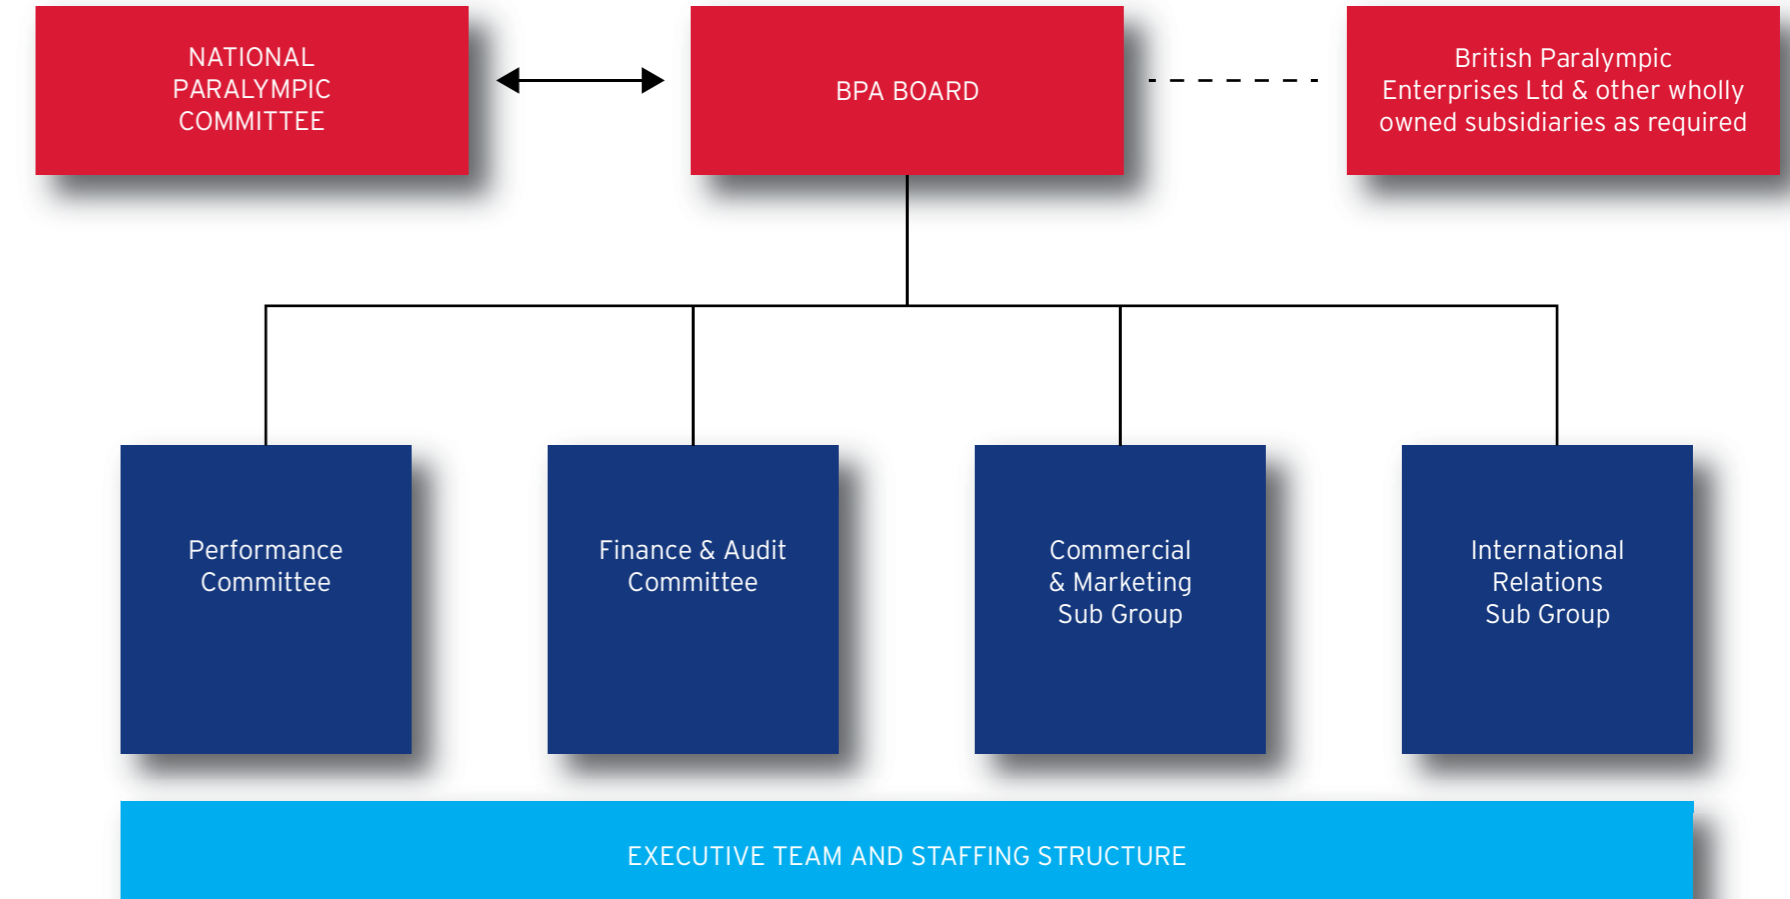 NATIONAL
PARALYMPIC
COMMITTEE
BPA BOARD
British Paralympic
Enterprises Ltd & other wholly
owned subsidiaries as required
Performance
Committee
Finance & Audit
Committee
Commercial
& Marketing
Sub Group
International
Relations
Sub Group
EXECUTIVE TEAM AND STAFFING STRUCTURE